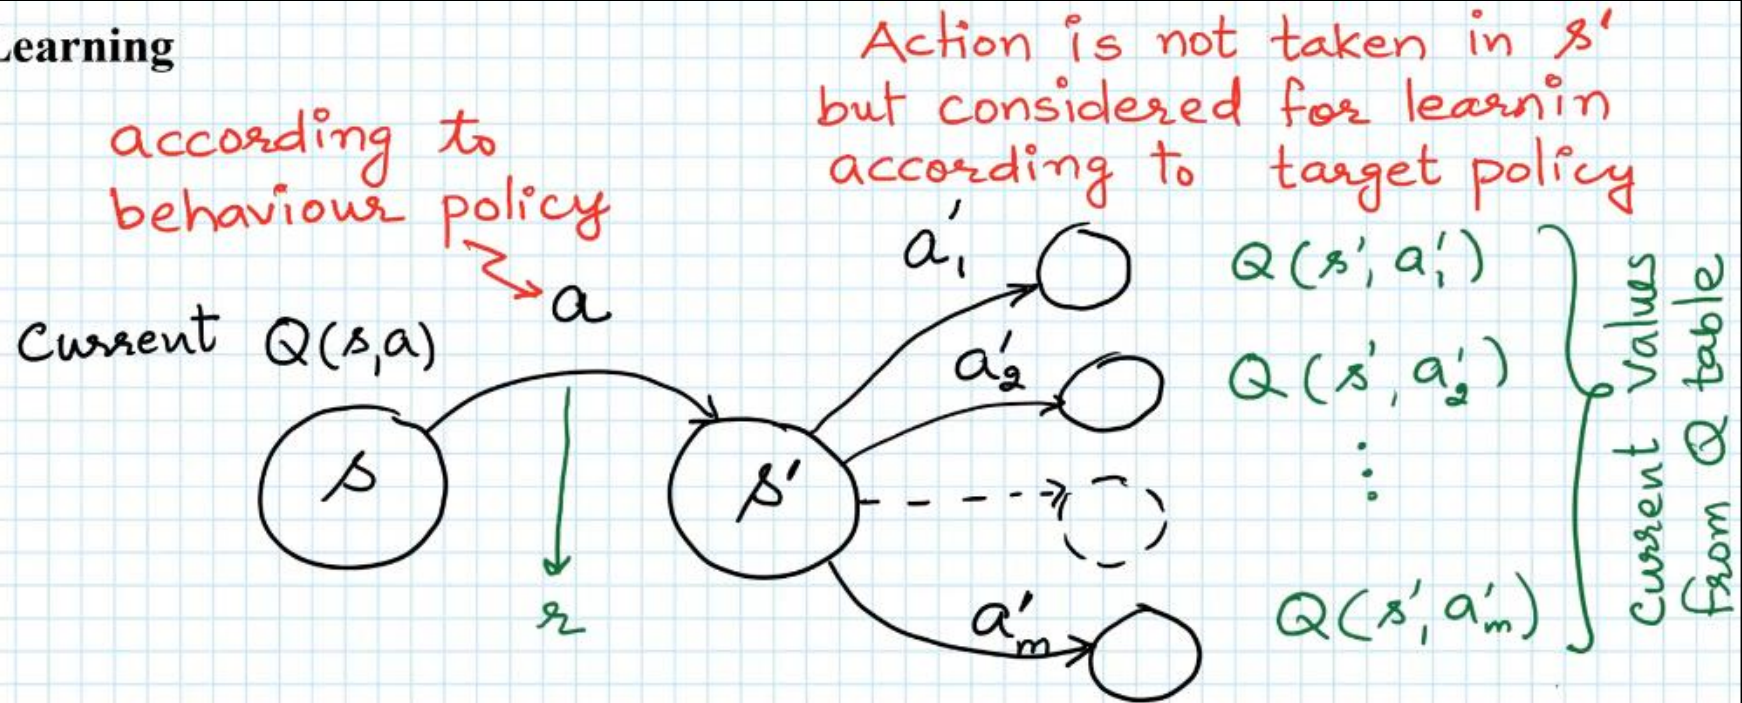 Learning
according to
behaviour policy
a
Current Q(s,a)
s
r
s'
Action is not taken in s'
but considered for learnin
according to target policy
a'₁
Q(s', a'₁)
a'₂
Q(s', a'₂)
⋮
a'ₘ
Q(s', a'ₘ)
Current values
from Q table